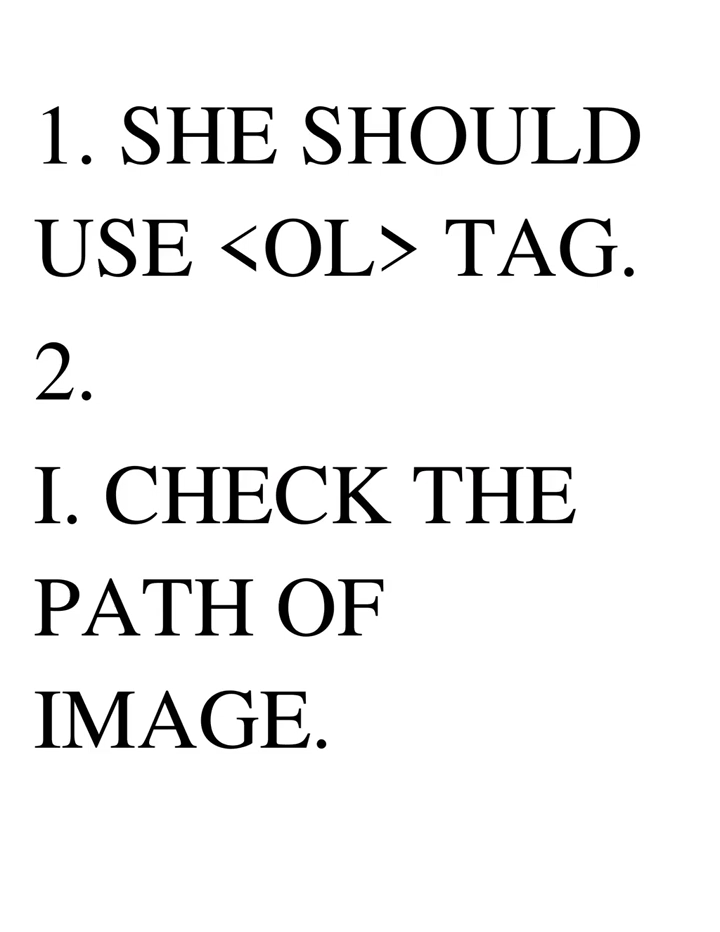 1. SHE SHOULD
USE <OL> TAG.
2.
I. CHECK THE
PATH OF
IMAGE.